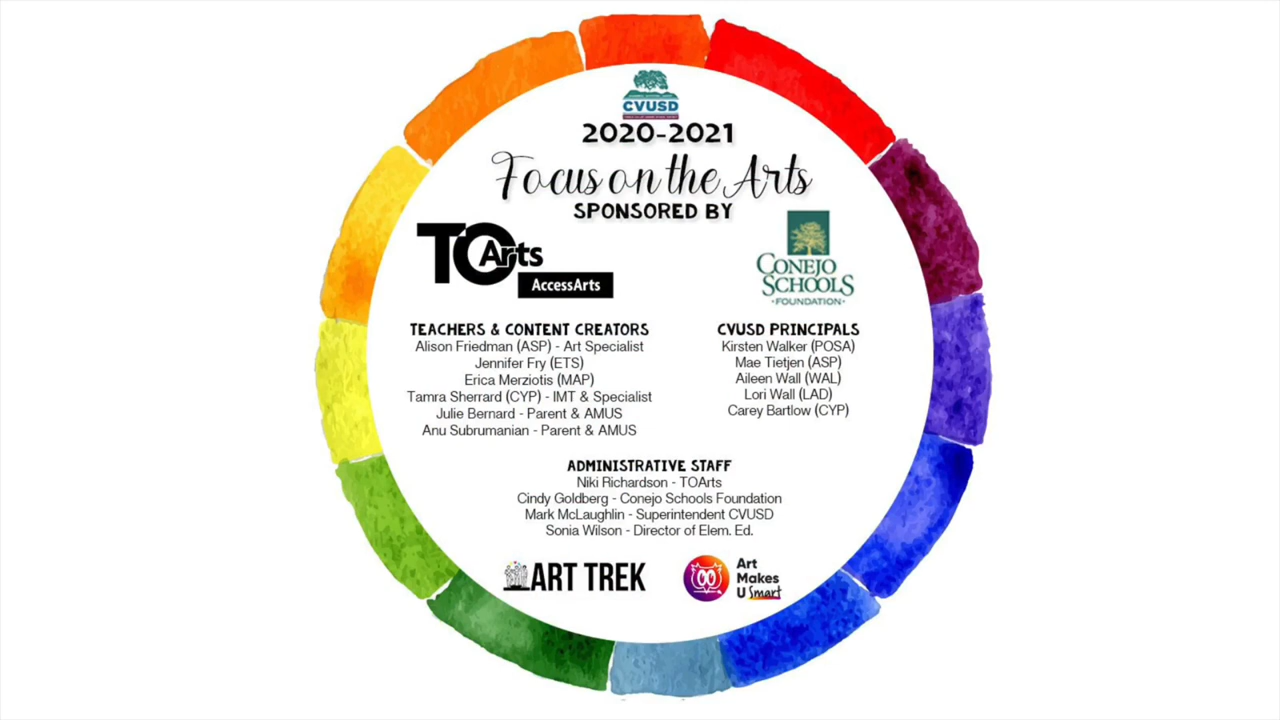 CVUSD
2020-2021
Focus on the Arts
SPONSORED BY
TOArts
AccessArts
CONEJO
SCHOOLS
·FOUNDATION·
TEACHERS & CONTENT CREATORS
Alison Friedman (ASP) - Art Specialist
Jennifer Fry (ETS)
Erica Merziotis (MAP)
Tamra Sherrard (CYP) - IMT & Specialist
Julie Bernard - Parent & AMUS
Anu Subrumanian - Parent & AMUS
CVUSD PRINCIPALS
Kirsten Walker (POSA)
Mae Tietjen (ASP)
Aileen Wall (WAL)
Lori Wall (LAD)
Carey Bartlow (CYP)
ADMINISTRATIVE STAFF
Niki Richardson - TOArts
Cindy Goldberg - Conejo Schools Foundation
Mark McLaughlin - Superintendent CVUSD
Sonia Wilson - Director of Elem. Ed.
ART TREK
Art
Makes
U Smart